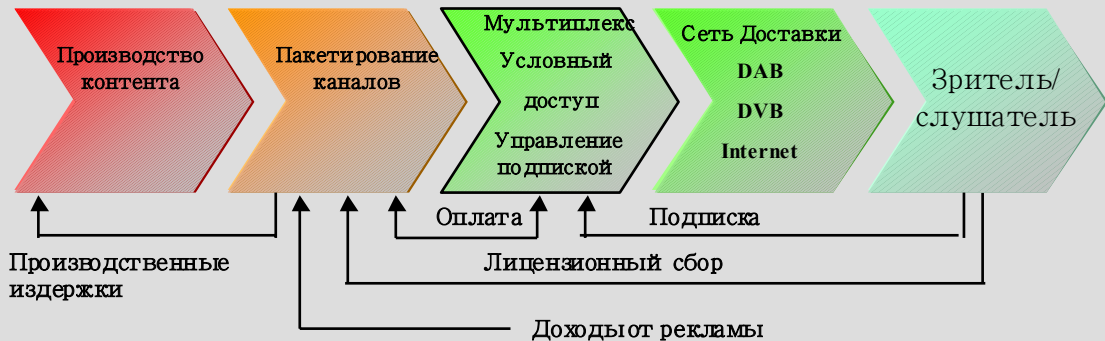 Производство
контента
Пакетирование
каналов
Мультиплекс
Условный
доступ
Управление
подпиской
Сеть Доставки
DAB
DVB
Internet
Зритель/
слушатель
Оплата
Подписка
Производственные
издержки
Лицензионный сбор
Доходы от рекламы